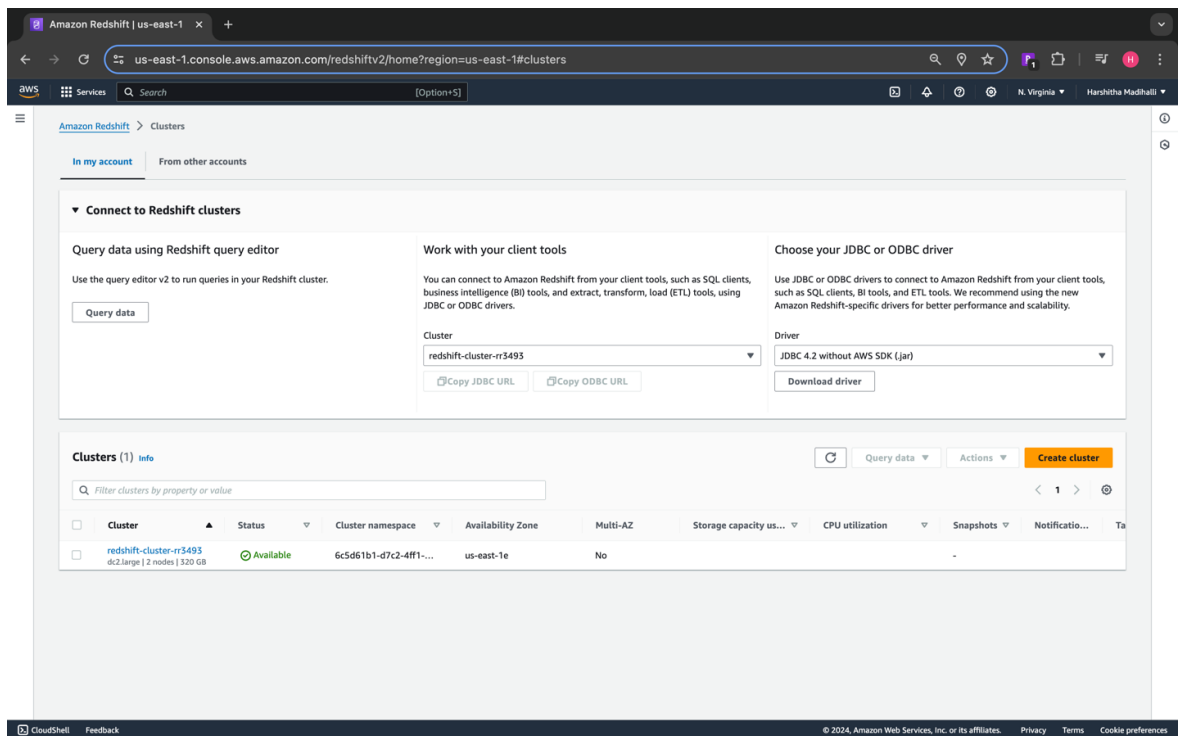 Amazon Redshift | us-east-1
us-east-1.console.aws.amazon.com/redshiftv2/home?region=us-east-1#clusters
1
H
aws
Services
Search
[Option+S]
N. Virginia
Harshitha Madihalli
Amazon Redshift > Clusters
In my account
From other accounts
Connect to Redshift clusters
Query data using Redshift query editor
Use the query editor v2 to run queries in your Redshift cluster.
Query data
Work with your client tools
You can connect to Amazon Redshift from your client tools, such as SQL clients,
business intelligence (BI) tools, and extract, transform, load (ETL) tools, using
JDBC or ODBC drivers.
Cluster
redshift-cluster-rr3493
Copy JDBC URL
Copy ODBC URL
Choose your JDBC or ODBC driver
Use JDBC or ODBC drivers to connect to Amazon Redshift from your client tools,
such as SQL clients, BI tools, and ETL tools. We recommend using the new
Amazon Redshift-specific drivers for better performance and scalability.
Driver
JDBC 4.2 without AWS SDK (.jar)
Download driver
Clusters (1) Info
Query data
Actions
Create cluster
Filter clusters by property or value
< 1 >
Cluster
Status
Cluster namespace
Availability Zone
Multi-AZ
Storage capacity us...
CPU utilization
Snapshots
Notificatio...
Ta
redshift-cluster-rr3493
dc2.large | 2 nodes | 320 GB
Available
6c5d61b1-d7c2-4ff1-...
us-east-1e
No
-
CloudShell
Feedback
© 2024, Amazon Web Services, Inc. or its affiliates.
Privacy
Terms
Cookie preferences